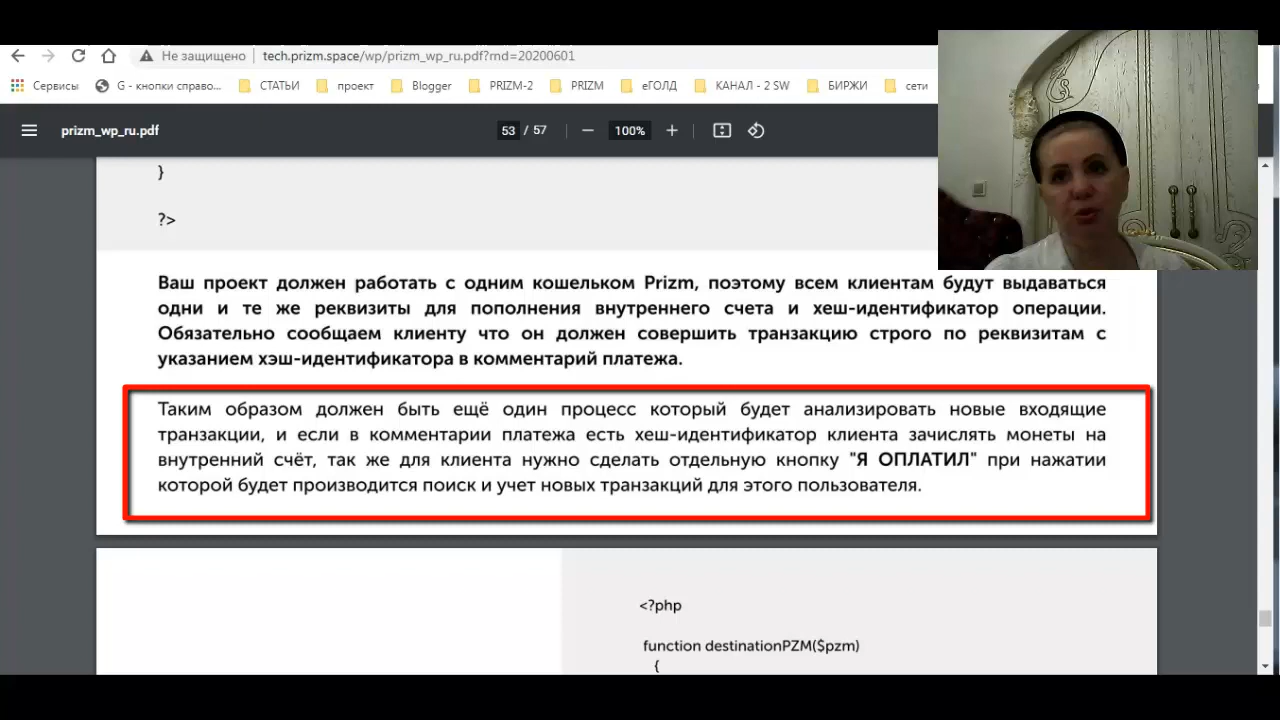 Не защищено tech.prizm.space/wp/prizm_wp_ru.pdf?md=20200601
Сервисы G - кнопки справо... СТАТЬИ проект Blogger PRIZM-2 PRIZM еГОЛД КАНАЛ - 2 SW БИРЖИ сети
prizm_wp_ru.pdf 53 / 57 100%
}
?>
Ваш проект должен работать с одним кошельком Prizm, поэтому всем клиентам будут выдаваться
одни и те же реквизиты для пополнения внутреннего счета и хеш-идентификатор операции.
Обязательно сообщаем клиенту что он должен совершить транзакцию строго по реквизитам с
указанием хэш-идентификатора в комментарий платежа.
Таким образом должен быть ещё один процесс который будет анализировать новые входящие
транзакции, и если в комментарии платежа есть хеш-идентификатор клиента зачислять монеты на
внутренний счёт, так же для клиента нужно сделать отдельную кнопку "Я ОПЛАТИЛ" при нажатии
которой будет производится поиск и учет новых транзакций для этого пользователя.
<?php
function destinationPZM($pzm)
{